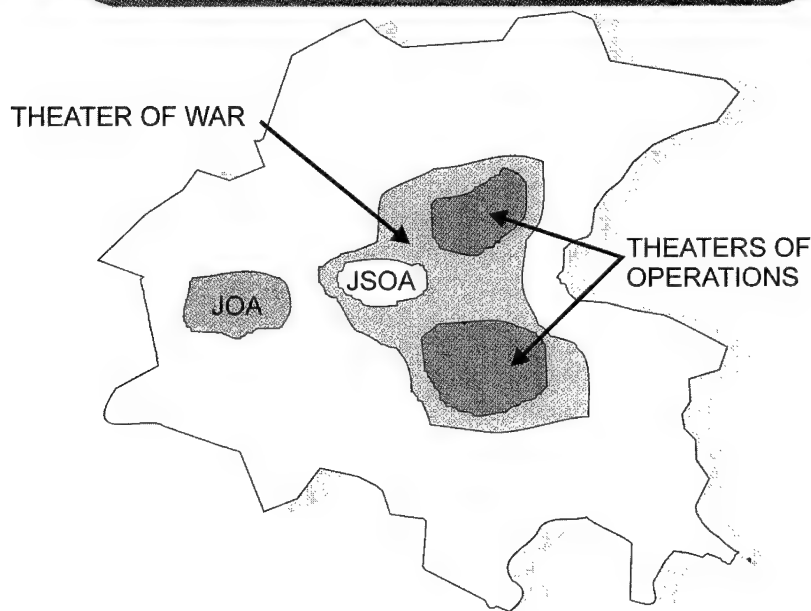 THEATER OF WAR
THEATERS OF
OPERATIONS
JSOA
JOA